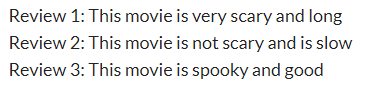 Review 1: This movie is very scary and long
Review 2: This movie is not scary and is slow
Review 3: This movie is spooky and good